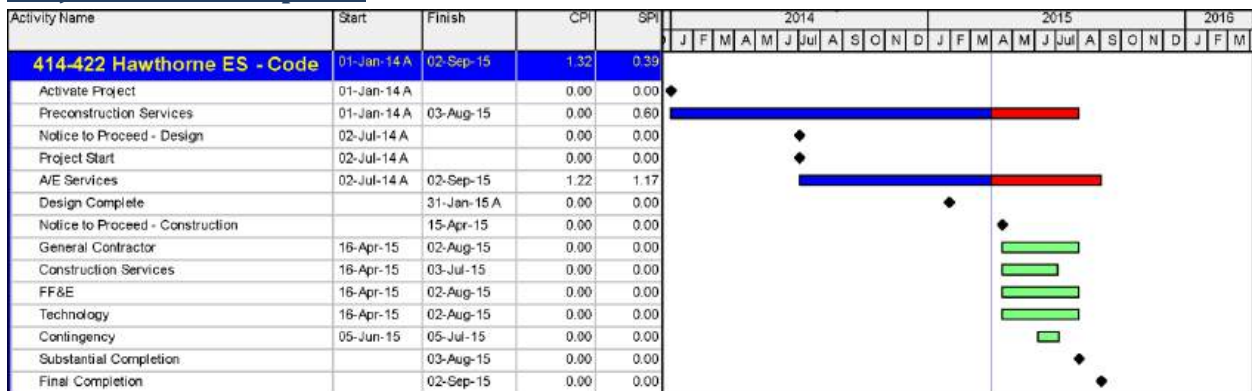 Activity Name Start Finish CPI SPI 2014 2015 2016
J F M A M J Jul A S O N D J F M A M J Jul A S O N D J F M
414-422 Hawthorne ES - Code 01-Jan-14 A 02-Sep-15 1.32 0.39
Activate Project 01-Jan-14 A 0.00 0.00
Preconstruction Services 01-Jan-14 A 03-Aug-15 0.00 0.60
Notice to Proceed - Design 02-Jul-14 A 0.00 0.00
Project Start 02-Jul-14 A 0.00 0.00
A/E Services 02-Jul-14 A 02-Sep-15 1.22 1.17
Design Complete 31-Jan-15 A 0.00 0.00
Notice to Proceed - Construction 15-Apr-15 0.00 0.00
General Contractor 16-Apr-15 02-Aug-15 0.00 0.00
Construction Services 16-Apr-15 03-Jul-15 0.00 0.00
FF&E 16-Apr-15 02-Aug-15 0.00 0.00
Technology 16-Apr-15 02-Aug-15 0.00 0.00
Contingency 05-Jun-15 05-Jul-15 0.00 0.00
Substantial Completion 03-Aug-15 0.00 0.00
Final Completion 02-Sep-15 0.00 0.00